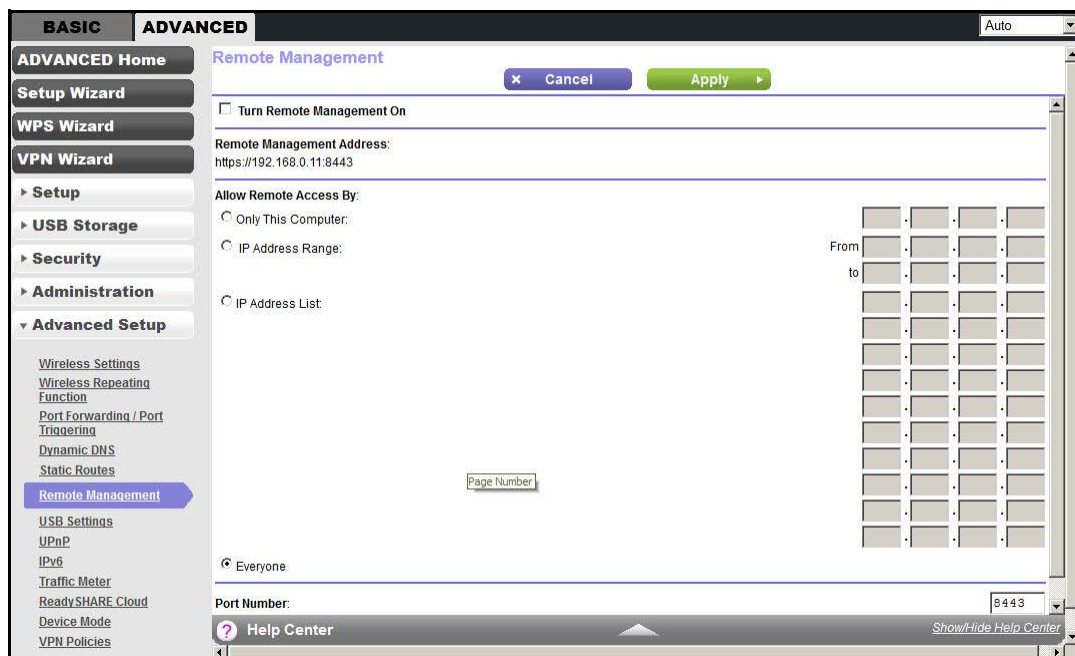 BASIC
ADVANCED
Auto
ADVANCED Home
Setup Wizard
WPS Wizard
VPN Wizard
Setup
USB Storage
Security
Administration
Advanced Setup
Wireless Settings
Wireless Repeating
Function
Port Forwarding / Port
Triggering
Dynamic DNS
Static Routes
Remote Management
USB Settings
UPnP
IPv6
Traffic Meter
ReadySHARE Cloud
Device Mode
VPN Policies
Remote Management
x Cancel
Apply
Turn Remote Management On
Remote Management Address:
https://192.168.0.11:8443
Allow Remote Access By:
Only This Computer:
IP Address Range:
From
to
IP Address List:
Page Number
Everyone
Port Number:
8443
? Help Center
Show/Hide Help Center